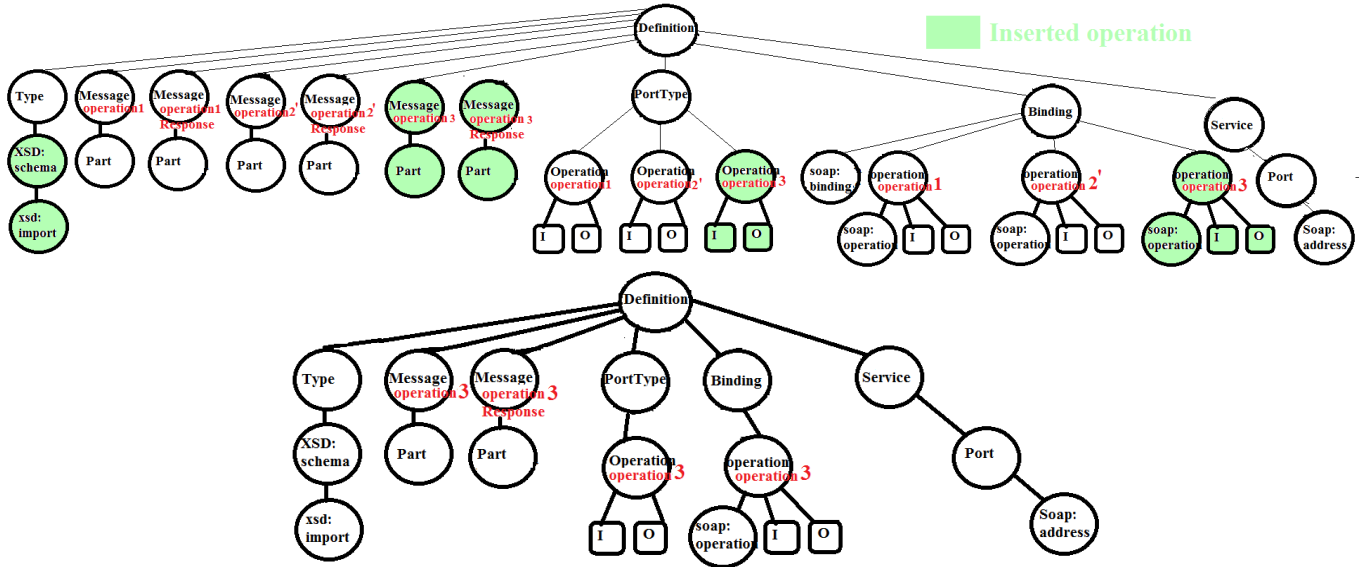 Definition
Inserted operation
Type
Message
operation1
Message
operation1
Response
Message
operation2'
Message
operation2'
Response
Message
operation 3
Message
operation 3
Response
PortType
Binding
Service
XSD:
schema
Part
Part
Part
Part
Part
Part
Operation
operation1
Operation
operation2'
Operation
operation 3
soap:
binding
operation
operation 1
operation
operation 2'
operation
operation 3
Port
xsd:
import
I
O
I
O
I
O
soap:
operation
I
O
soap:
operation
I
O
soap:
operation
I
O
Soap:
address
Definition
Type
Message
operation 3
Message
operation 3
Response
PortType
Binding
Service
XSD:
schema
Part
Part
Operation
operation 3
operation
operation 3
Port
xsd:
import
I
O
soap:
operation
I
O
Soap:
address